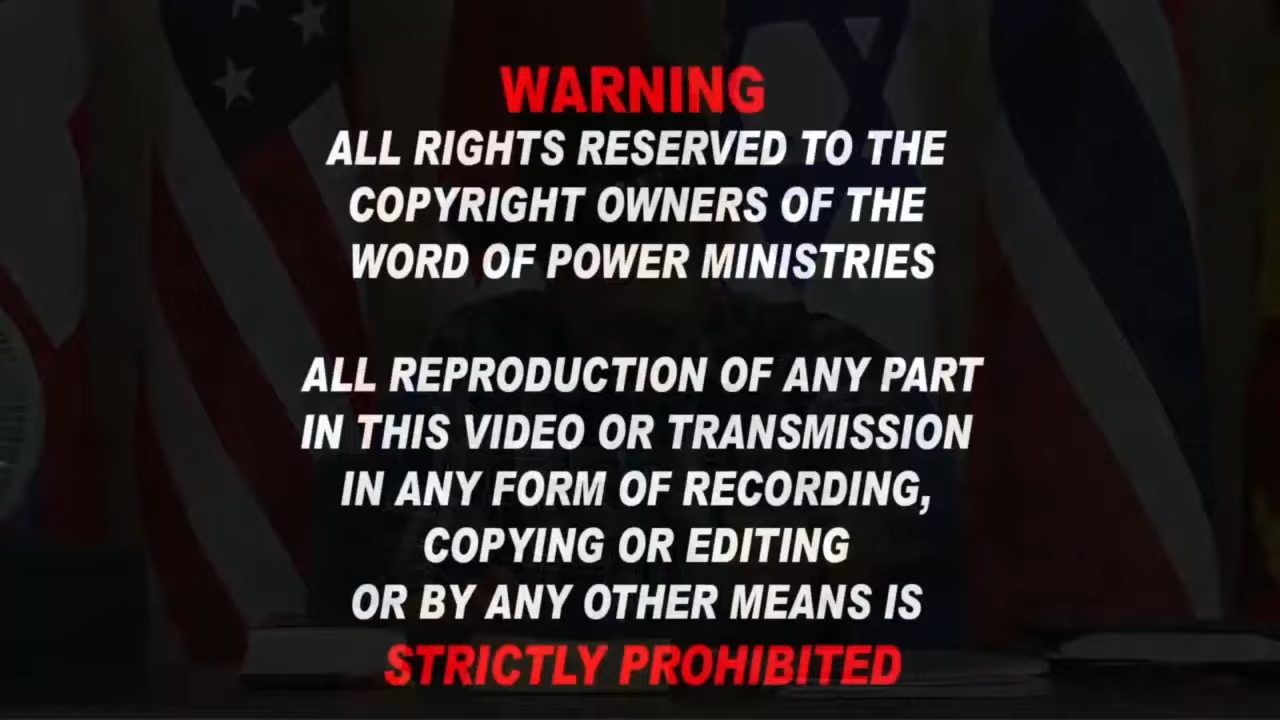 WARNING
ALL RIGHTS RESERVED TO THE
COPYRIGHT OWNERS OF THE
WORD OF POWER MINISTRIES
ALL REPRODUCTION OF ANY PART
IN THIS VIDEO OR TRANSMISSION
IN ANY FORM OF RECORDING,
COPYING OR EDITING
OR BY ANY OTHER MEANS IS
STRICTLY PROHIBITED